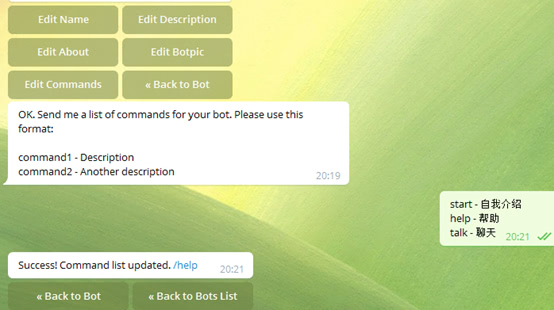 Edit Name
Edit Description
Edit About
Edit Botpic
Edit Commands
« Back to Bot
OK. Send me a list of commands for your bot. Please use this
format:
command1 - Description
command2 - Another description
20:19
start - 自我介绍
help - 帮助
talk - 聊天
20:21
Success! Command list updated. /help
20:21
« Back to Bot
« Back to Bots List